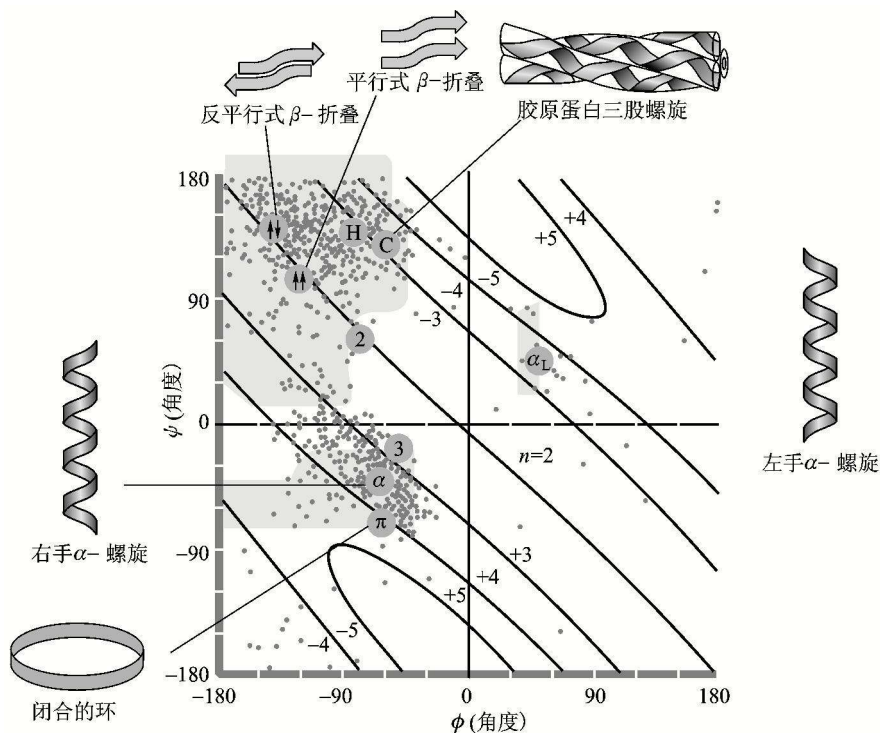 平行式 β-折叠
反平行式 β-折叠
胶原蛋白三股螺旋
180
H
C
+4
+5
-5
-4
-3
90
2
αL
ψ (角度)
0
3
n=2
α
左手α- 螺旋
π
右手α- 螺旋
-90
+3
+4
+5
-5
-4
-180
-180
-90
0
90
180
闭合的环
ϕ (角度)